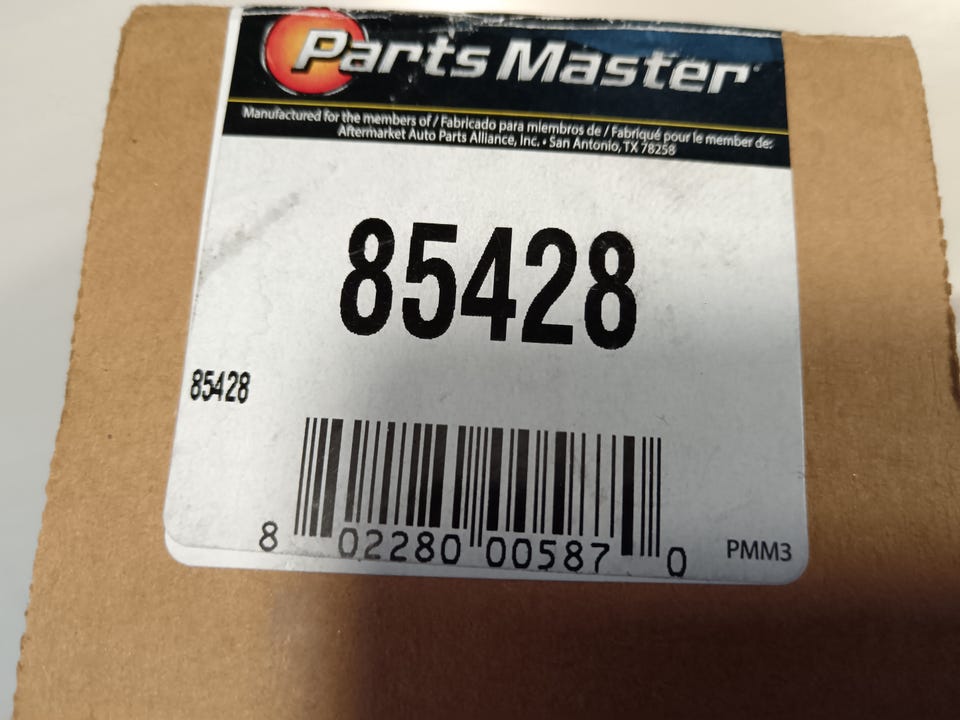 Parts Master
Manufactured for the members of / Fabricado para miembros de / Fabriqué pour le member de:
Aftermarket Auto Parts Alliance, Inc. • San Antonio, TX 78258
85428
85428
8 02280 00587 0
PMM3